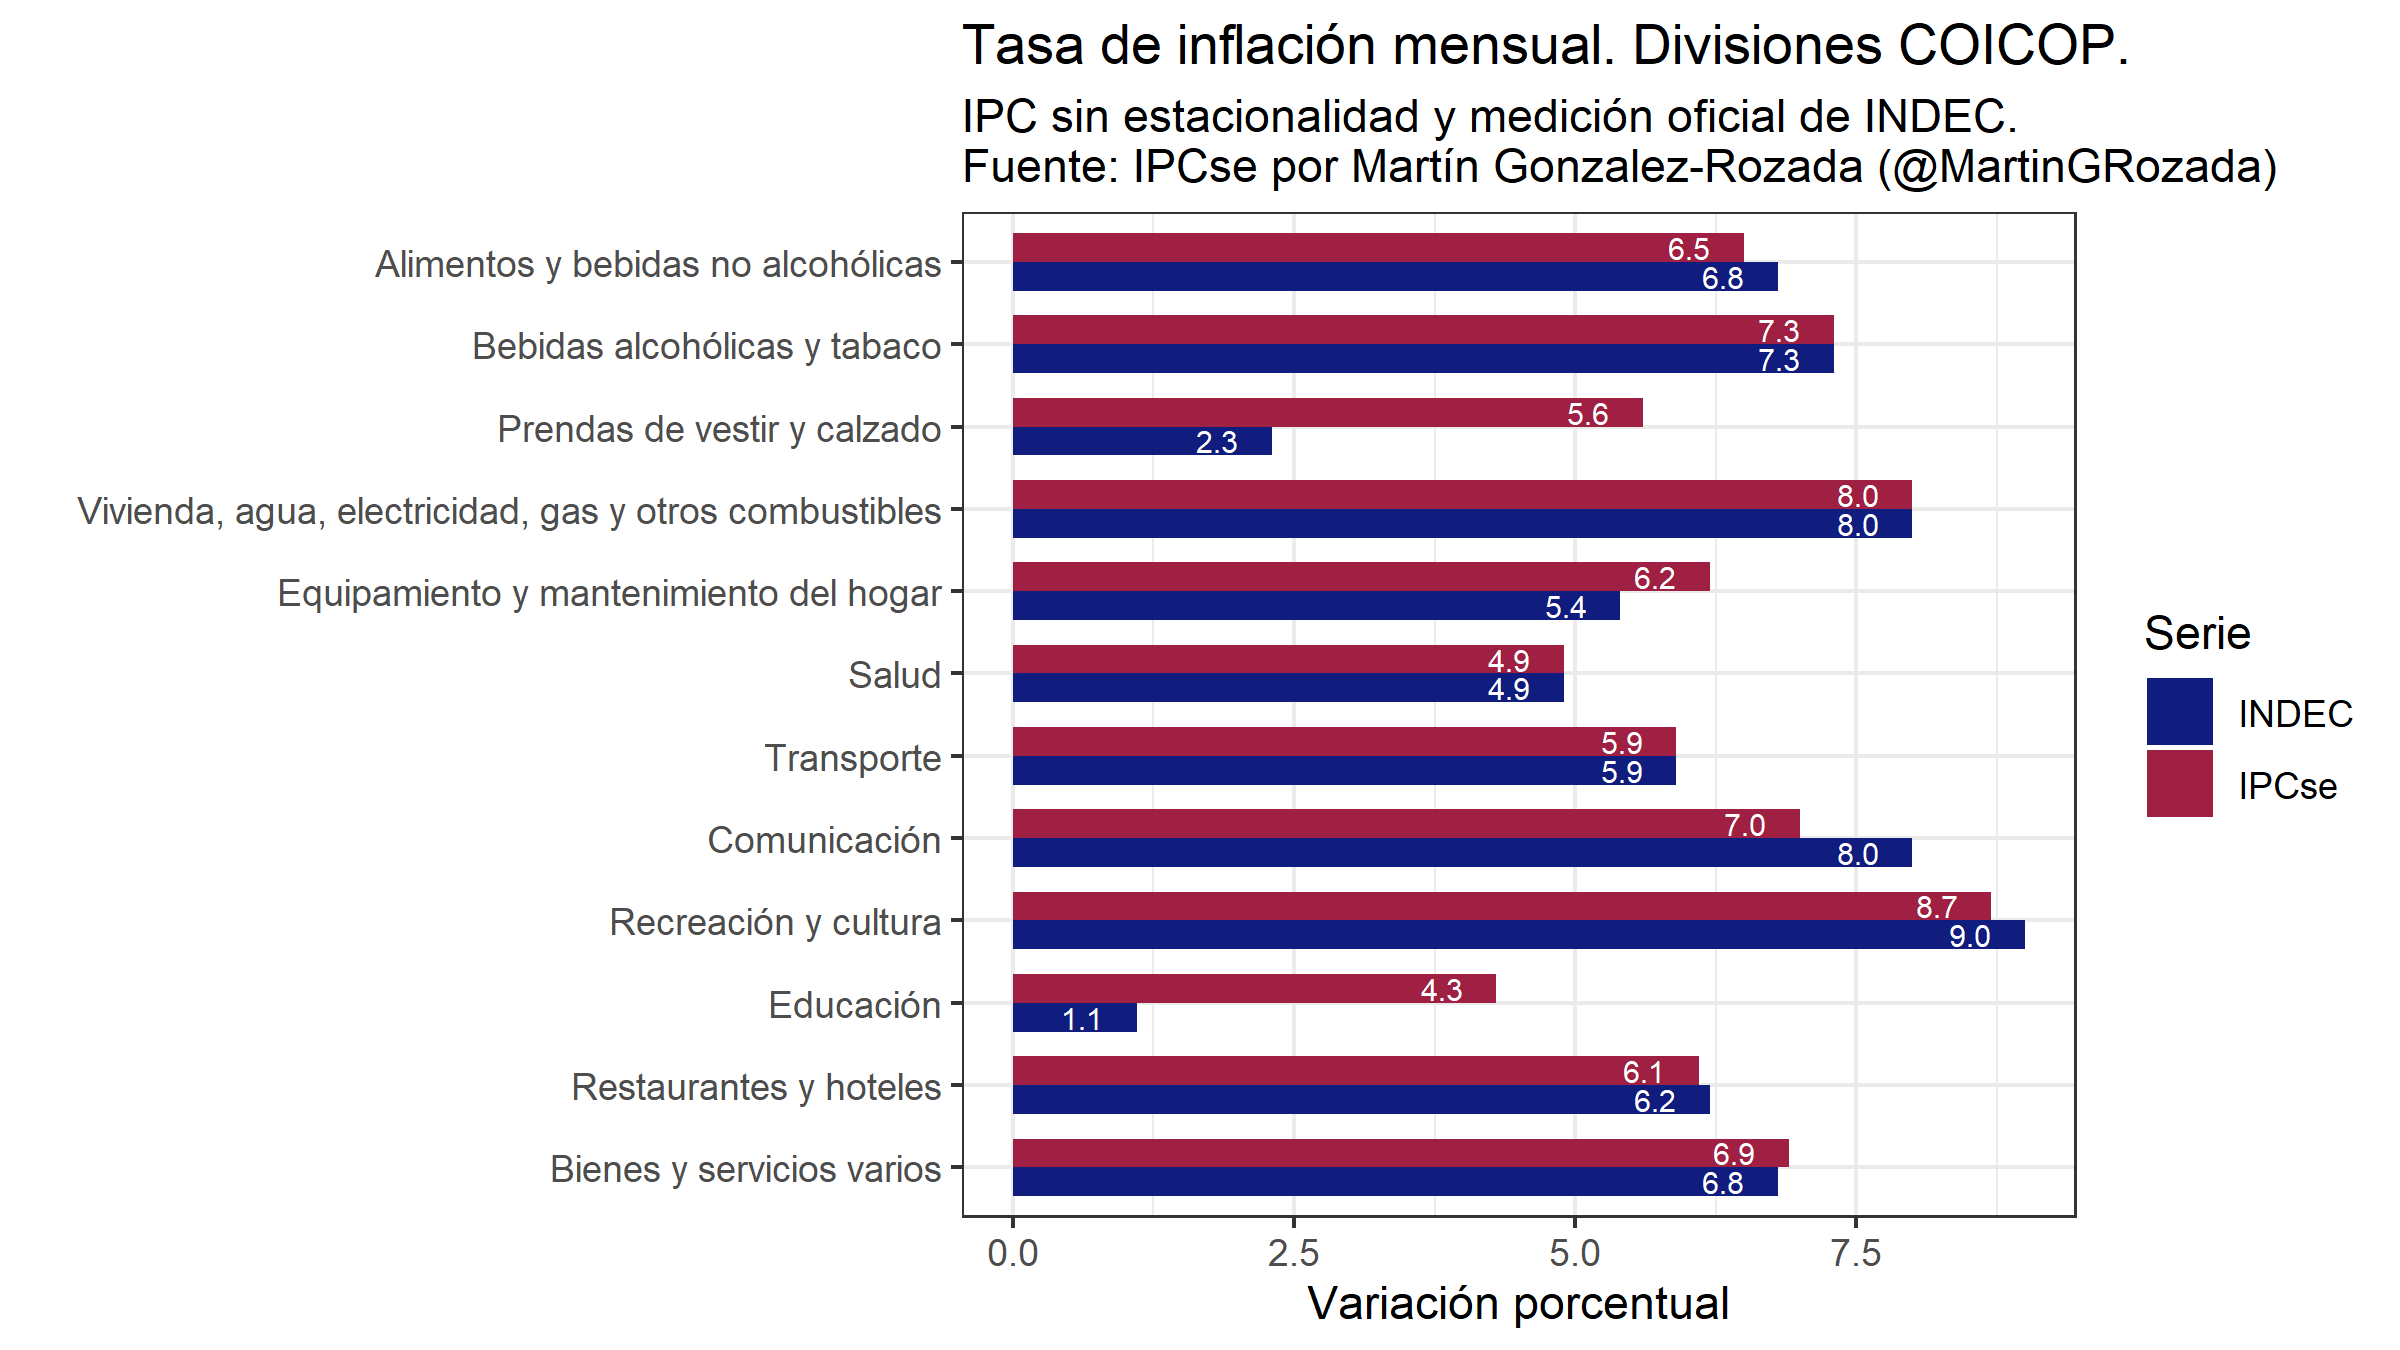 Tasa de inflación mensual. Divisiones COICOP.
IPC sin estacionalidad y medición oficial de INDEC.
Fuente: IPCse por Martín Gonzalez-Rozada (@MartinGRozada)
Alimentos y bebidas no alcohólicas
6.5
6.8
Bebidas alcohólicas y tabaco
7.3
7.3
Prendas de vestir y calzado
5.6
2.3
Vivienda, agua, electricidad, gas y otros combustibles
8.0
8.0
Equipamiento y mantenimiento del hogar
6.2
5.4
Salud
4.9
4.9
Transporte
5.9
5.9
Comunicación
7.0
8.0
Recreación y cultura
8.7
9.0
Educación
4.3
1.1
Restaurantes y hoteles
6.1
6.2
Bienes y servicios varios
6.9
6.8
0.0 2.5 5.0 7.5
Variación porcentual
Serie
INDEC
IPCse